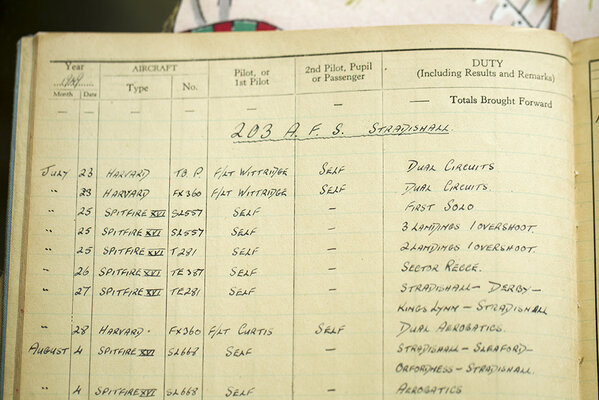 Year AIRCRAFT Pilot, or 1st Pilot 2nd Pilot, Pupil or Passenger DUTY (Including Results and Remarks)
Month Date Type No.
— — — — — — —— Totals Brought Forward
203 A. F. S. STRADISHALL.
JULY 23 HARVARD F/LT WITTRIDGE SELF DUAL CIRCUITS
" 23 HARVARD FX360 F/LT WITTRIDGE SELF DUAL CIRCUITS.
" 25 SPITFIRE XVI SL557 SELF — FIRST SOLO
" 25 SPITFIRE XVI SL557 SELF — 3 LANDINGS 1 OVERSHOOT.
" 25 SPITFIRE XVI T281 SELF — 2 LANDINGS 1 OVERSHOOT.
" 26 SPITFIRE XVI TE387 SELF — SECTOR RECCE.
" 27 SPITFIRE XVI TE281 SELF — STRADISHALL – DERBY –
KINGS LYNN – STRADISHALL
" 28 HARVARD. FX360 F/LT CURTIS SELF DUAL AEROBATICS.
AUGUST 4 SPITFIRE XVI SL668 SELF — STRADISHALL – SLEAFORD –
ORFORDNESS – STRADISHALL.
" 4 SPITFIRE XVI SL668 SELF — AEROBATICS